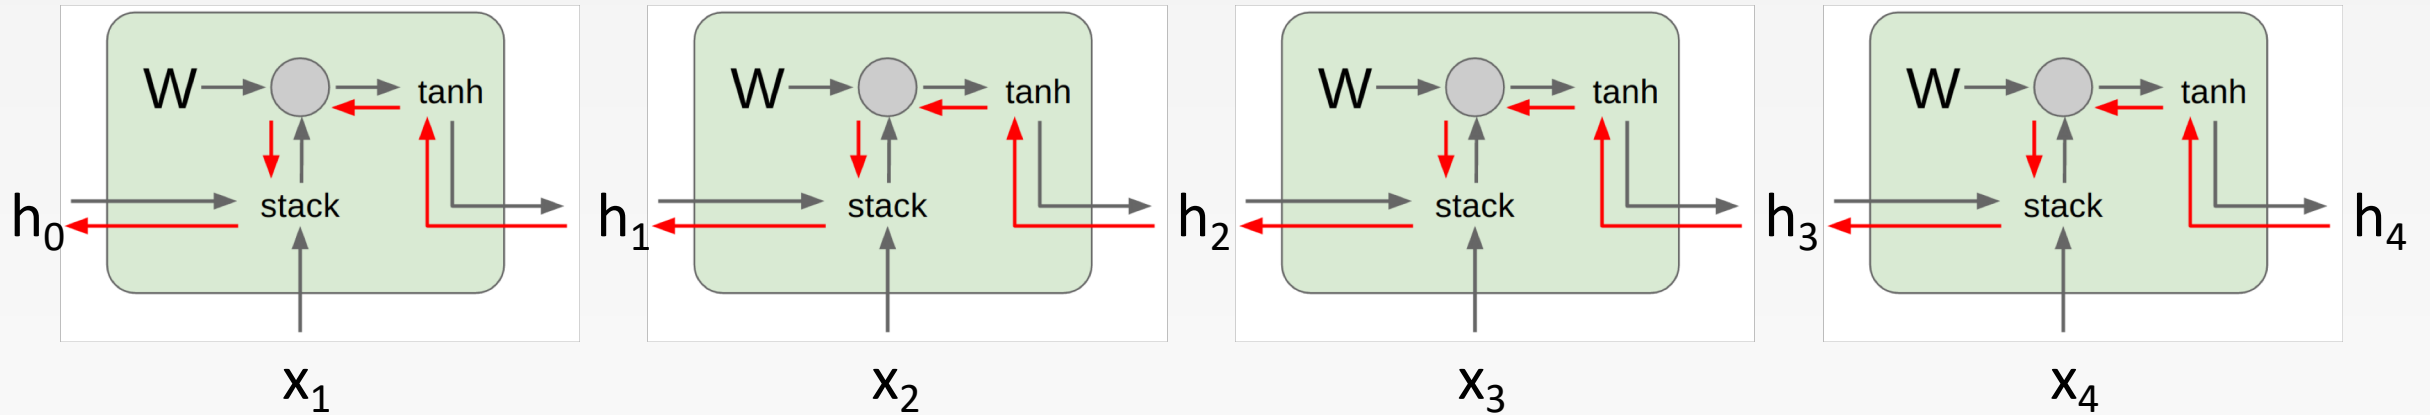 W tanh W tanh W tanh W tanh
h₀ stack h₁ stack h₂ stack h₃ stack h₄
x₁ x₂ x₃ x₄